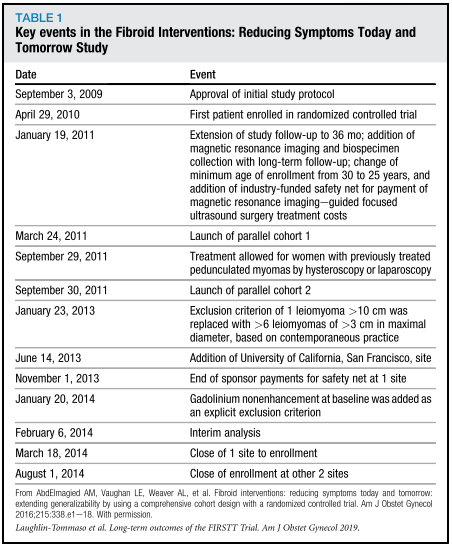 TABLE 1
Key events in the Fibroid Interventions: Reducing Symptoms Today and
Tomorrow Study
Date Event
September 3, 2009 Approval of initial study protocol
April 29, 2010 First patient enrolled in randomized controlled trial
January 19, 2011 Extension of study follow-up to 36 mo; addition of
magnetic resonance imaging and biospecimen
collection with long-term follow-up; change of
minimum age of enrollment from 30 to 25 years, and
addition of industry-funded safety net for payment of
magnetic resonance imaging–guided focused
ultrasound surgery treatment costs
March 24, 2011 Launch of parallel cohort 1
September 29, 2011 Treatment allowed for women with previously treated
pedunculated myomas by hysteroscopy or laparoscopy
September 30, 2011 Launch of parallel cohort 2
January 23, 2013 Exclusion criterion of 1 leiomyoma >10 cm was
replaced with >6 leiomyomas of >3 cm in maximal
diameter, based on contemporaneous practice
June 14, 2013 Addition of University of California, San Francisco, site
November 1, 2013 End of sponsor payments for safety net at 1 site
January 20, 2014 Gadolinium nonenhancement at baseline was added as
an explicit exclusion criterion
February 6, 2014 Interim analysis
March 18, 2014 Close of 1 site to enrollment
August 1, 2014 Close of enrollment at other 2 sites
From AbdElmagied AM, Vaughan LE, Weaver AL, et al. Fibroid interventions: reducing symptoms today and tomorrow:
extending generalizability by using a comprehensive cohort design with a randomized controlled trial. Am J Obstet Gynecol
2016;215:338.e1–18. With permission.
Laughlin-Tommaso et al. Long-term outcomes of the FIRSTT Trial. Am J Obstet Gynecol 2019.